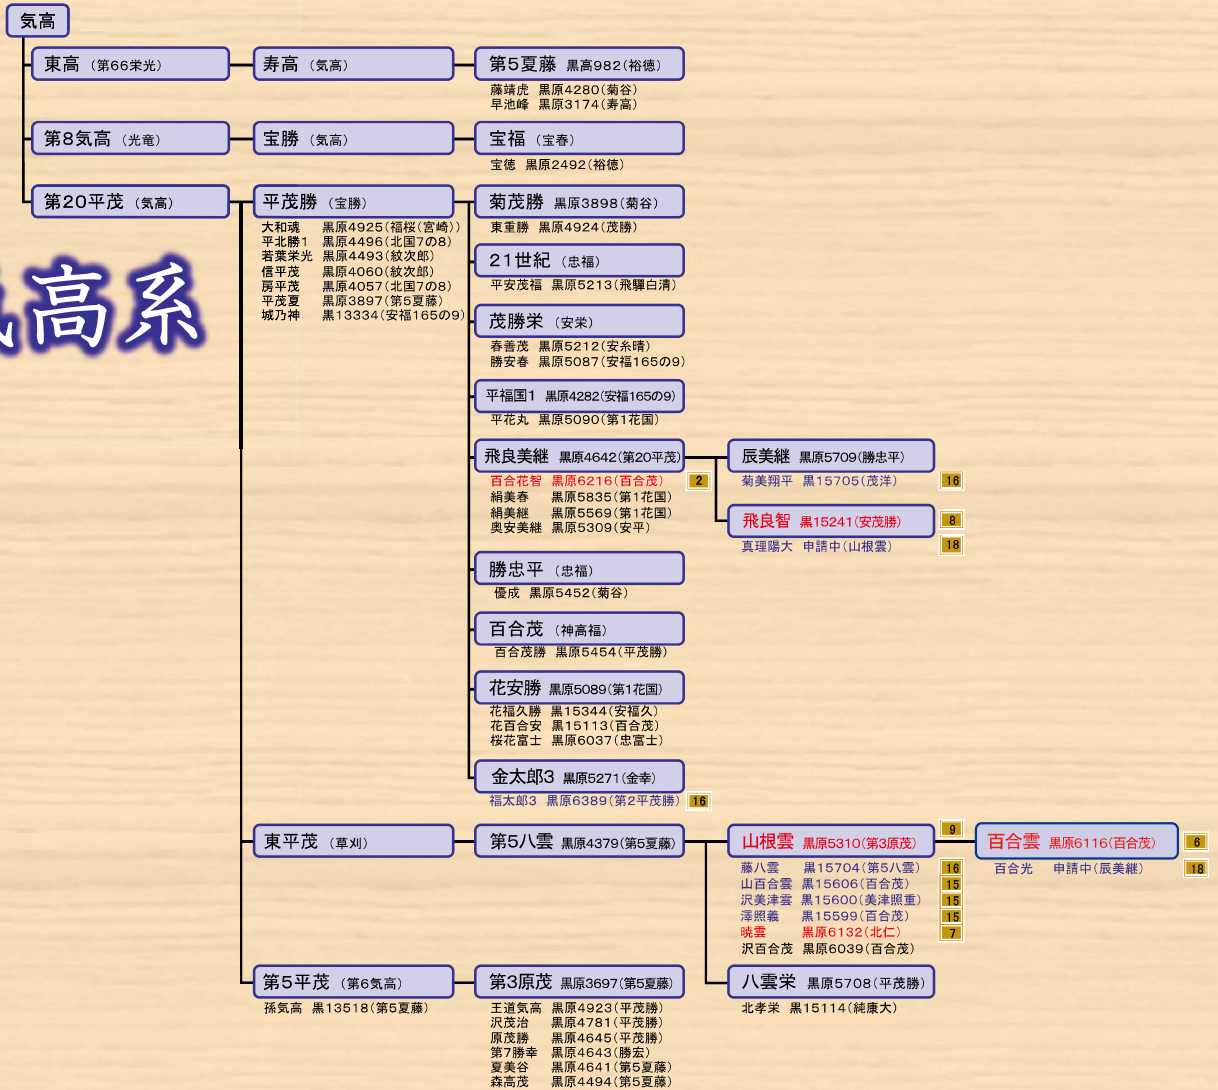 気高
東高（第66栄光）
寿高（気高）
第5夏藤 黒高982（裕徳）
藤靖虎 黒原4280（菊谷）
早池峰 黒原3174（寿高）
第8気高（光竜）
宝勝（気高）
宝福（宝春）
宝徳 黒原2492（裕徳）
第20平茂（気高）
平茂勝（宝勝）
大和魂 黒原4925（福桜（宮崎））
平北勝1 黒原4496（北国7の8）
若葉栄光 黒原4493（紋次郎）
信平茂 黒原4060（紋次郎）
房平茂 黒原4057（北国7の8）
平茂夏 黒原3897（第5夏藤）
城乃神 黒13334（安福165の9）
菊茂勝 黒原3898（菊谷）
東重勝 黒原4924（茂勝）
21世紀（忠福）
平安茂福 黒原5213（飛騨白清）
茂勝栄（安栄）
春善茂 黒原5212（安糸晴）
勝安春 黒原5087（安福165の9）
平福国1 黒原4282（安福165の9）
平花丸 黒原5090（第1花国）
飛良美継 黒原4642（第20平茂）
百合花智 黒原6216（百合茂） 2
絹美春 黒原5835（第1花国）
絹美継 黒原5569（第1花国）
奥安美継 黒原5309（安平）
辰美継 黒原5709（勝忠平）
菊美翔平 黒15705（茂洋） 16
飛良智 黒15241（安茂勝） 8
真理陽大 申請中（山根雲） 18
勝忠平（忠福）
優成 黒原5452（菊谷）
百合茂（神高福）
百合茂勝 黒原5454（平茂勝）
花安勝 黒原5089（第1花国）
花福久勝 黒15344（安福久）
花百合安 黒15113（百合茂）
桜花富士 黒原6037（忠富士）
金太郎3 黒原5271（金幸）
福太郎3 黒原6389（第2平茂勝） 16
高系
東平茂（草刈）
第5八雲 黒原4379（第5夏藤）
山根雲 黒原5310（第3原茂） 9
藤八雲 黒15704（第5八雲） 16
山百合雲 黒15606（百合茂） 15
沢美津雲 黒15600（美津照重） 15
澤照義 黒15599（百合茂） 15
暁雲 黒原6132（北仁） 7
沢百合茂 黒原6039（百合茂）
百合雲 黒原6116（百合茂） 6
百合光 申請中（辰美継） 18
八雲栄 黒原5708（平茂勝）
北孝栄 黒15114（純康大）
第5平茂（第6気高）
孫気高 黒13518（第5夏藤）
第3原茂 黒原3697（第5夏藤）
王道気高 黒原4923（平茂勝）
沢茂治 黒原4781（平茂勝）
原茂勝 黒原4645（平茂勝）
第7勝幸 黒原4643（勝宏）
夏美谷 黒原4641（第5夏藤）
森高茂 黒原4494（第5夏藤）